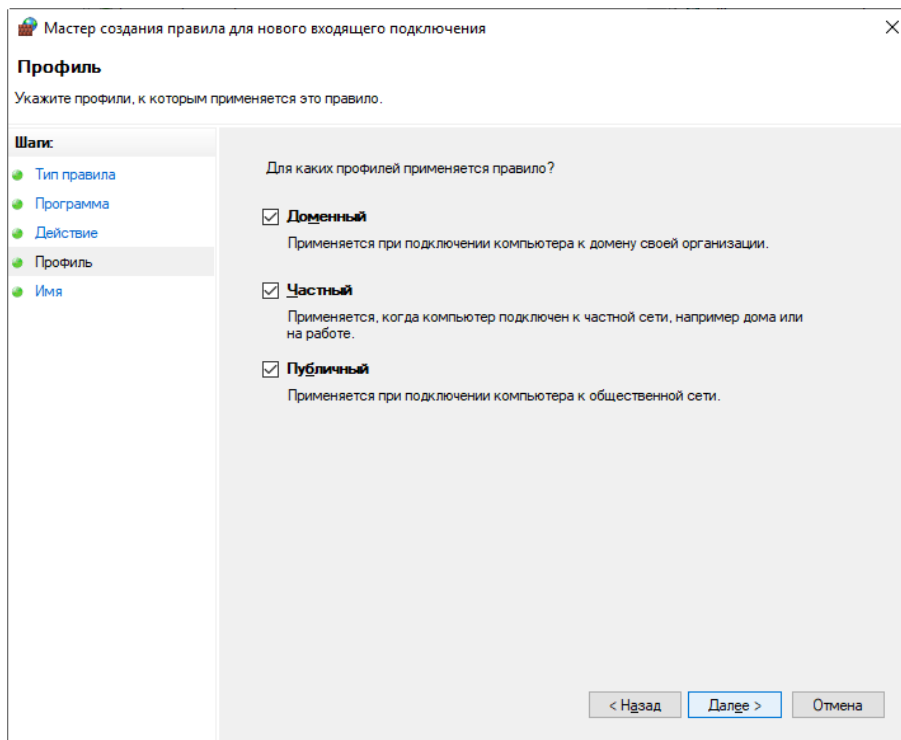 Мастер создания правила для нового входящего подключения
Профиль
Укажите профили, к которым применяется это правило.
Шаги:
Тип правила
Программа
Действие
Профиль
Имя
Для каких профилей применяется правило?
Доменный
Применяется при подключении компьютера к домену своей организации.
Частный
Применяется, когда компьютер подключен к частной сети, например дома или
на работе.
Публичный
Применяется при подключении компьютера к общественной сети.
< Назад
Далее >
Отмена